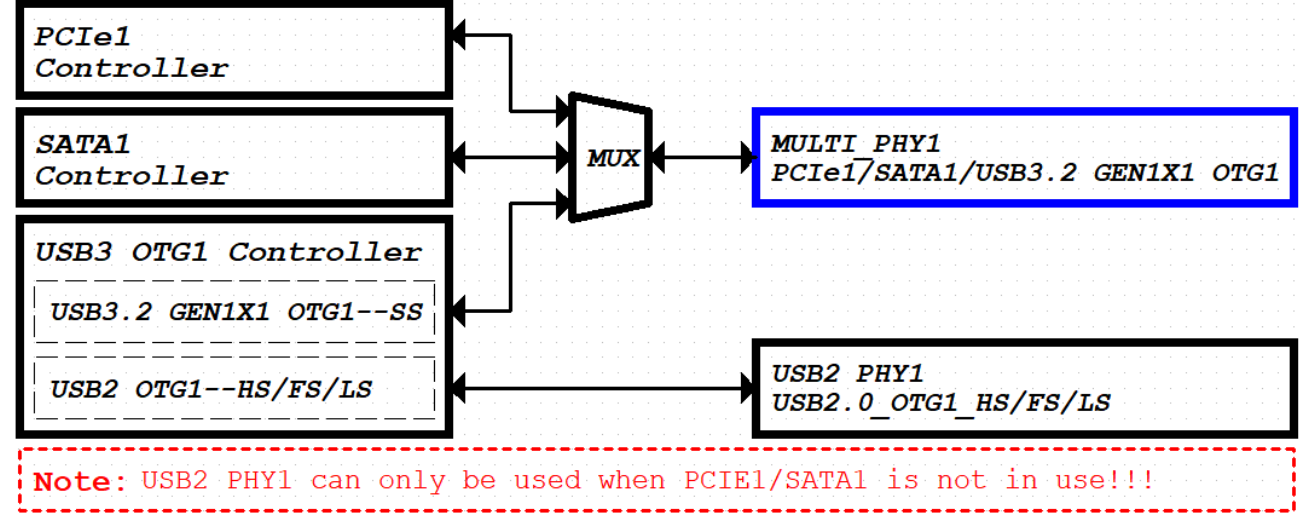 PCIe1
Controller
SATA1
Controller
MUX
MULTI_PHY1
PCIe1/SATA1/USB3.2 GEN1X1 OTG1
USB3 OTG1 Controller
USB3.2 GEN1X1 OTG1--SS
USB2 OTG1--HS/FS/LS
USB2 PHY1
USB2.0_OTG1_HS/FS/LS
Note: USB2 PHY1 can only be used when PCIE1/SATA1 is not in use!!!